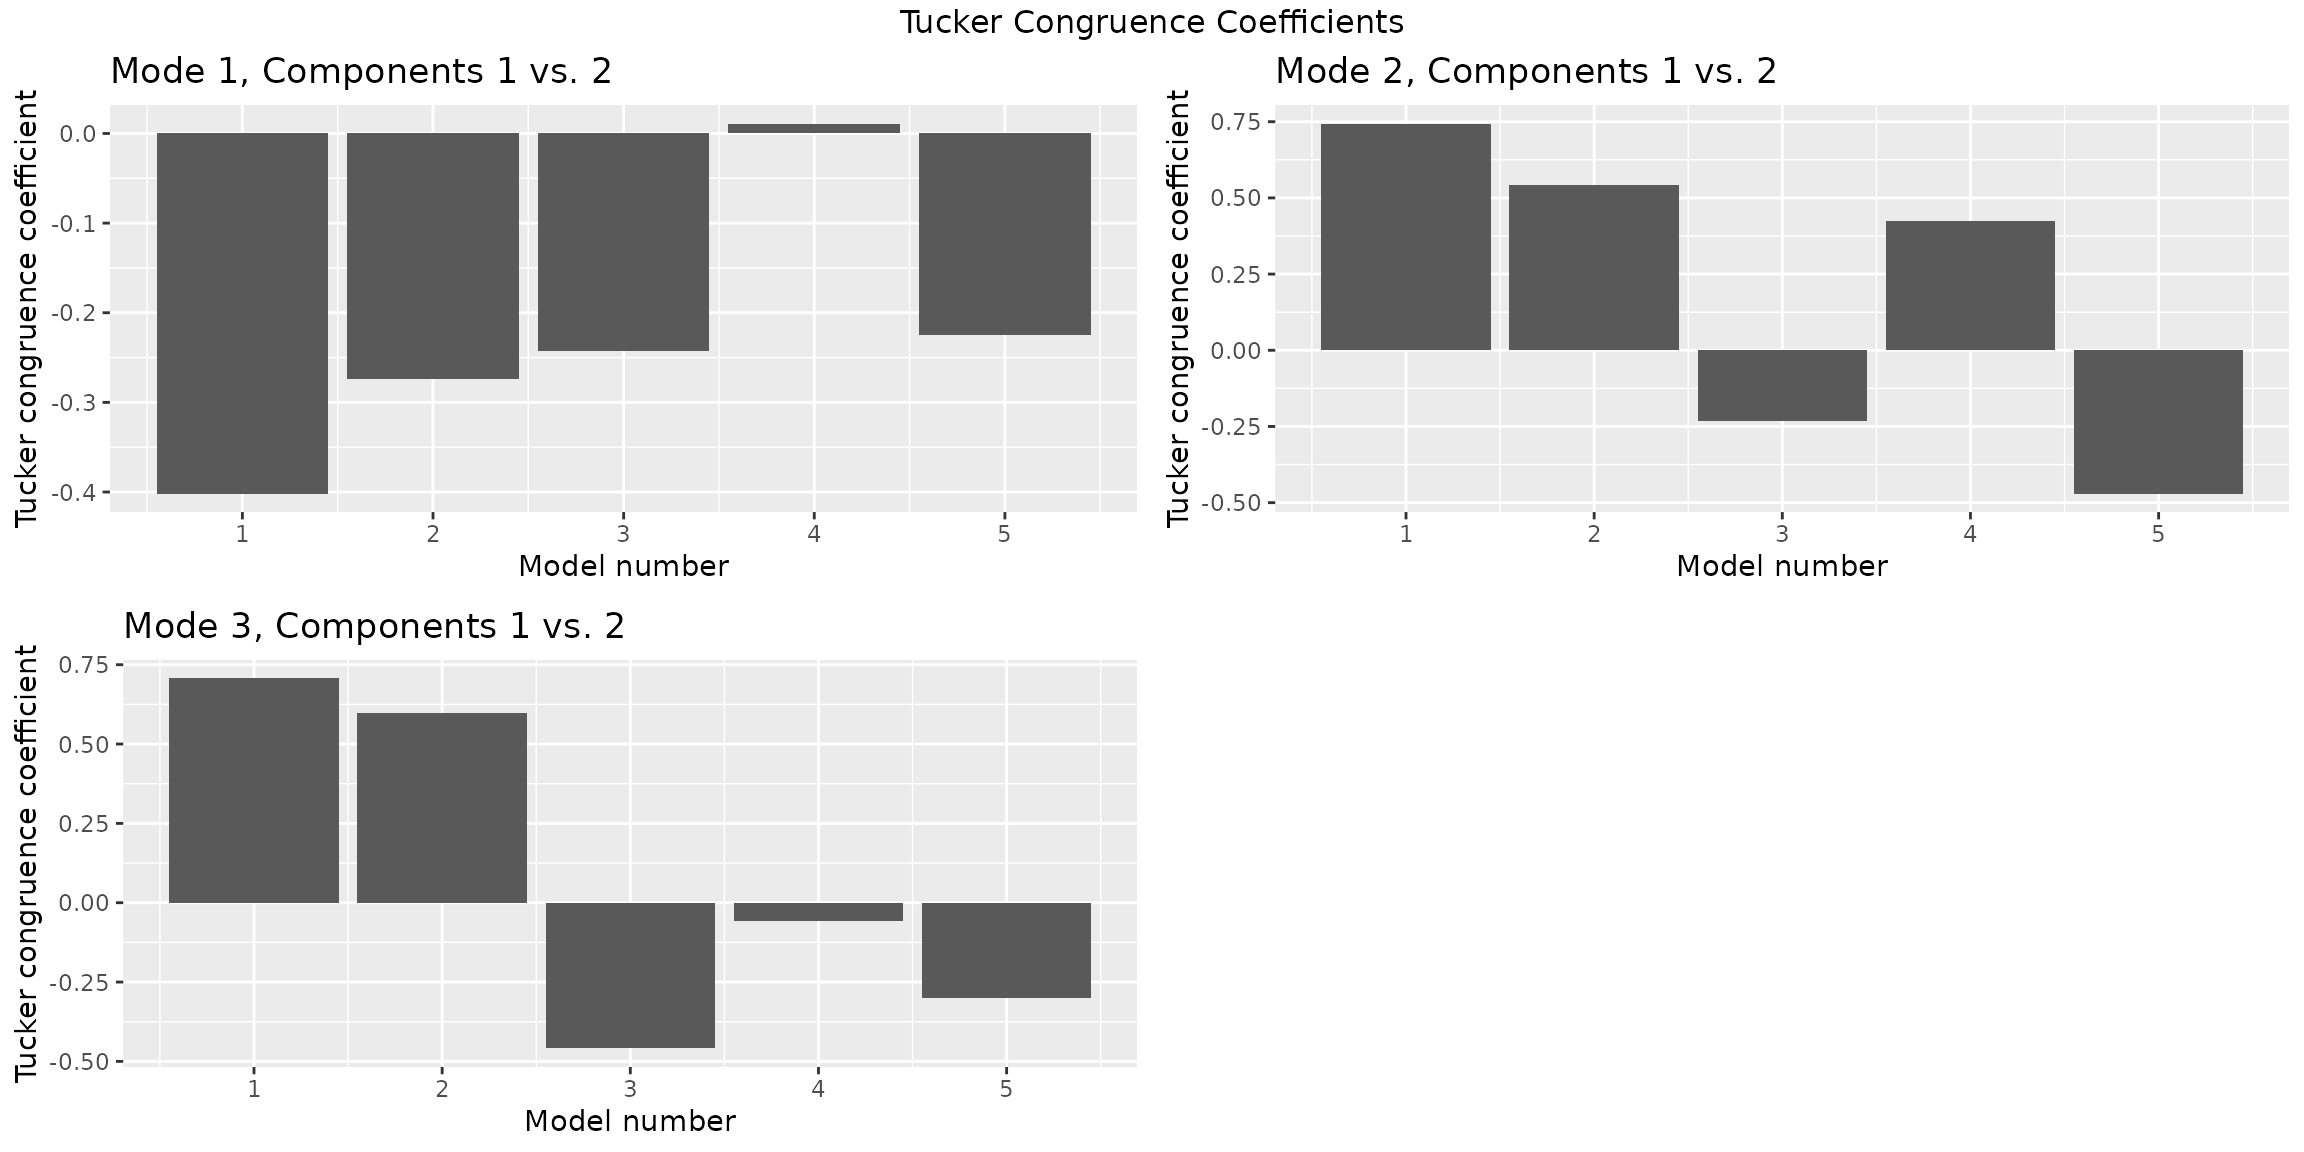 Tucker Congruence Coefficients
Mode 1, Components 1 vs. 2
Tucker congruence coefficient
0.0
-0.1
-0.2
-0.3
-0.4
1 2 3 4 5
Model number
Mode 2, Components 1 vs. 2
Tucker congruence coefficient
0.75
0.50
0.25
0.00
-0.25
-0.50
1 2 3 4 5
Model number
Mode 3, Components 1 vs. 2
Tucker congruence coefficient
0.75
0.50
0.25
0.00
-0.25
-0.50
1 2 3 4 5
Model number